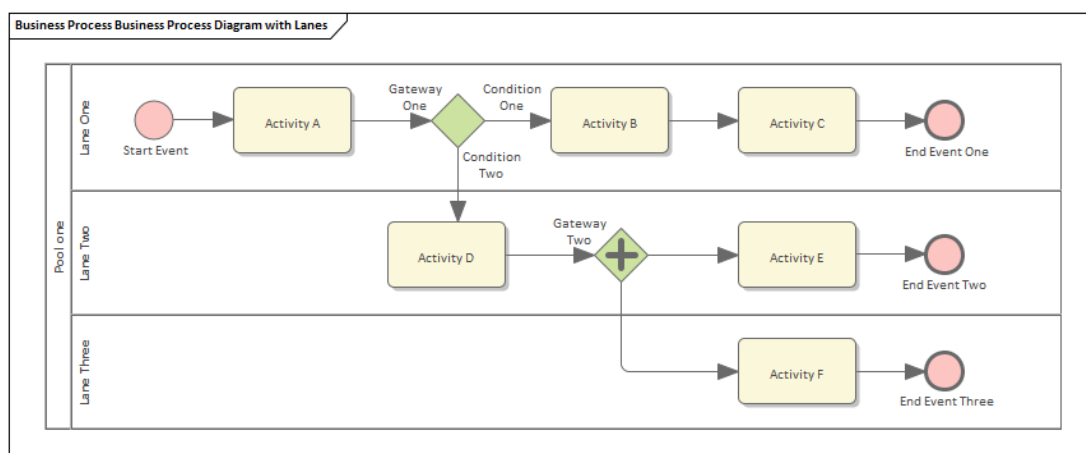 Business Process Business Process Diagram with Lanes
Pool one
Lane One
Start Event
Activity A
Gateway
One
Condition
One
Condition
Two
Activity B
Activity C
End Event One
Lane Two
Activity D
Gateway
Two
Activity E
End Event Two
Lane Three
Activity F
End Event Three